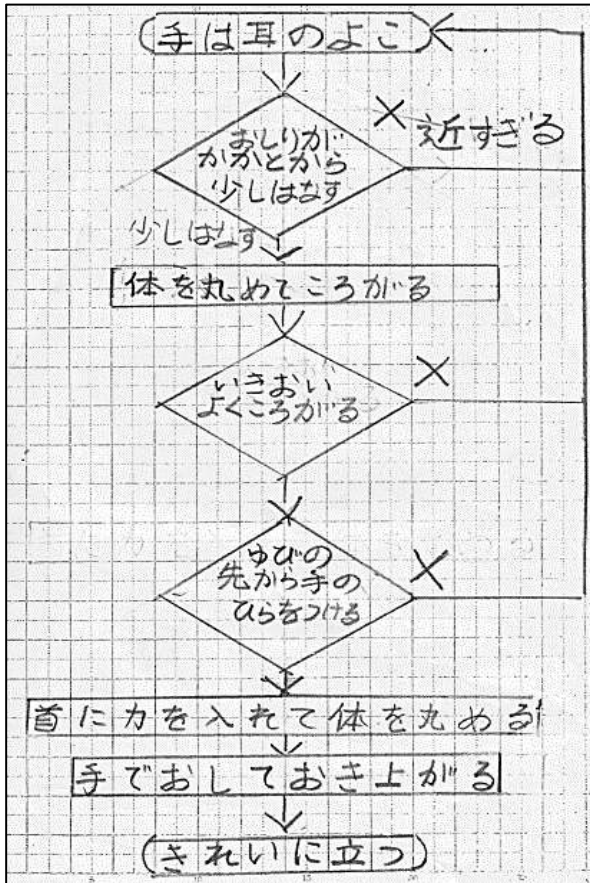 手は耳のよこ
おしりが
かかとから
少しはなす
×
近すぎる
少しはなす
体を丸めてころがる
いきおい
よくころがる
×
ゆびの
先から手の
ひらをつける
×
首に力を入れて体を丸める
手でおしておき上がる
きれいに立つ